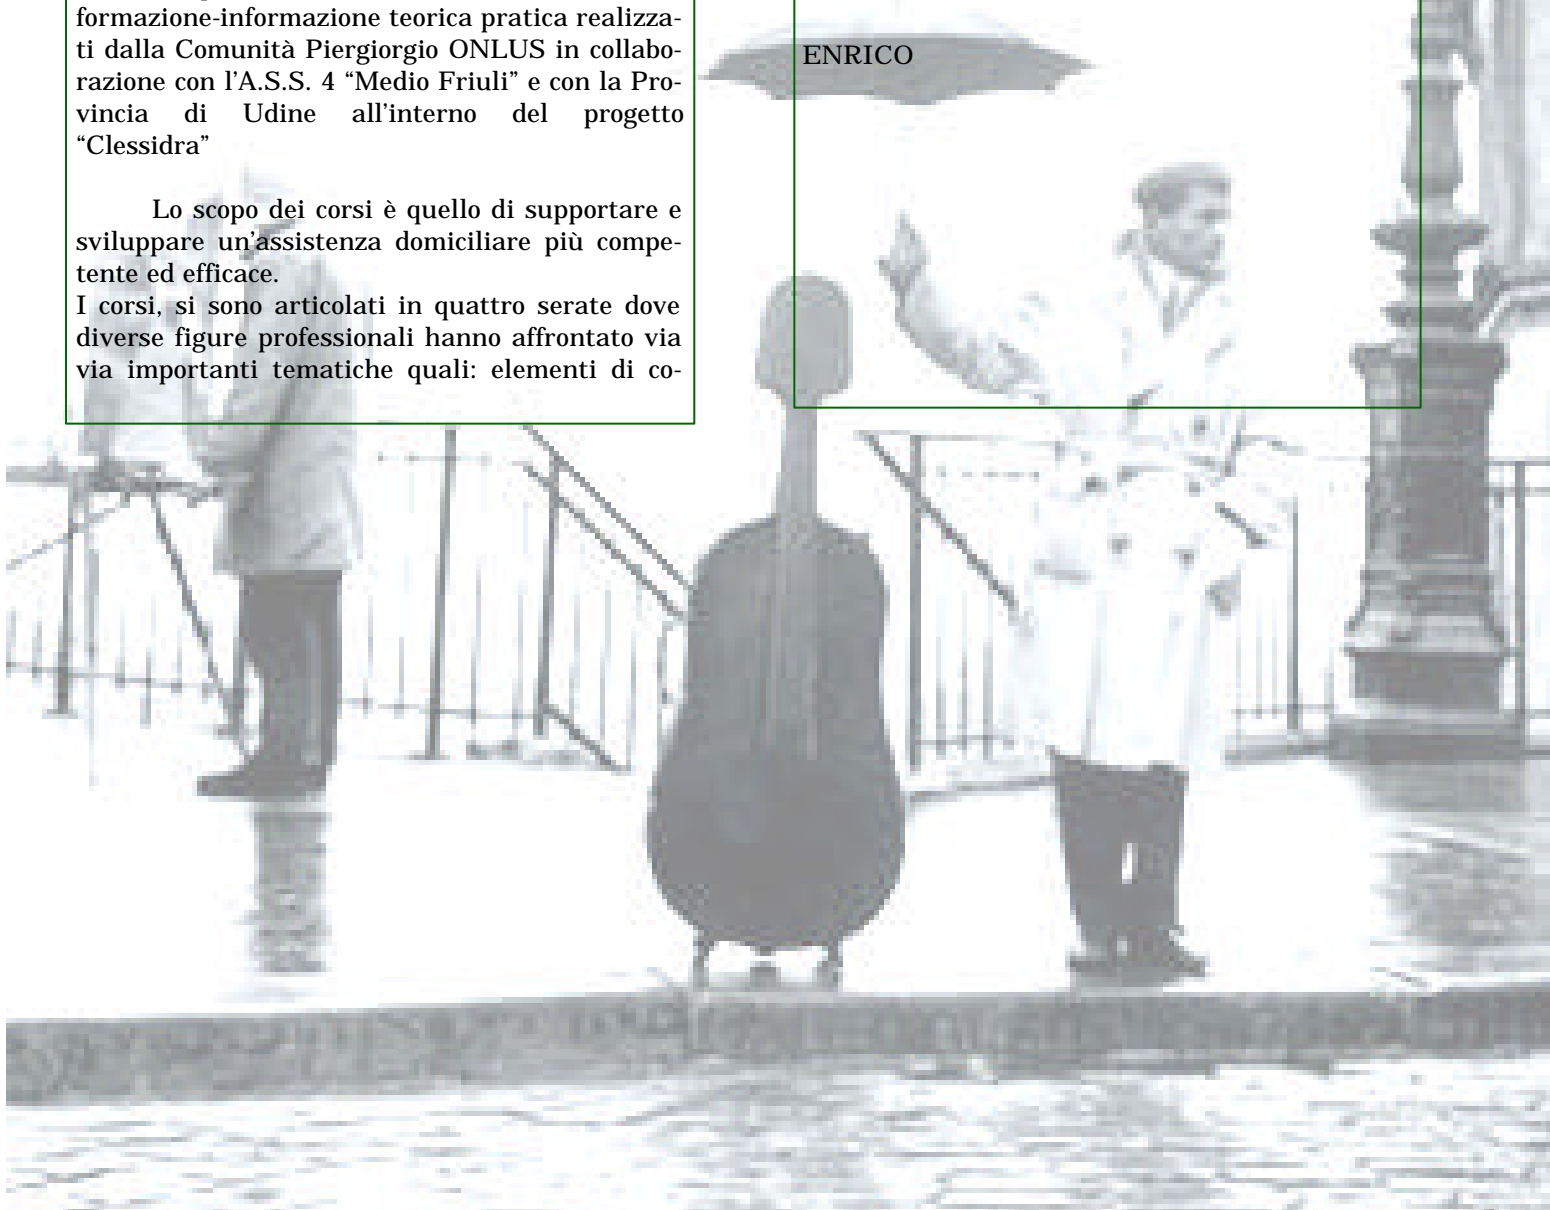 formazione-informazione teorica pratica realizza-
ti dalla Comunità Piergiorgio ONLUS in collabo-
razione con l'A.S.S. 4 “Medio Friuli” e con la Pro-
vincia di Udine all'interno del progetto
“Clessidra”
Lo scopo dei corsi è quello di supportare e
sviluppare un'assistenza domiciliare più compe-
tente ed efficace.
I corsi, si sono articolati in quattro serate dove
diverse figure professionali hanno affrontato via
via importanti tematiche quali: elementi di co-
ENRICO